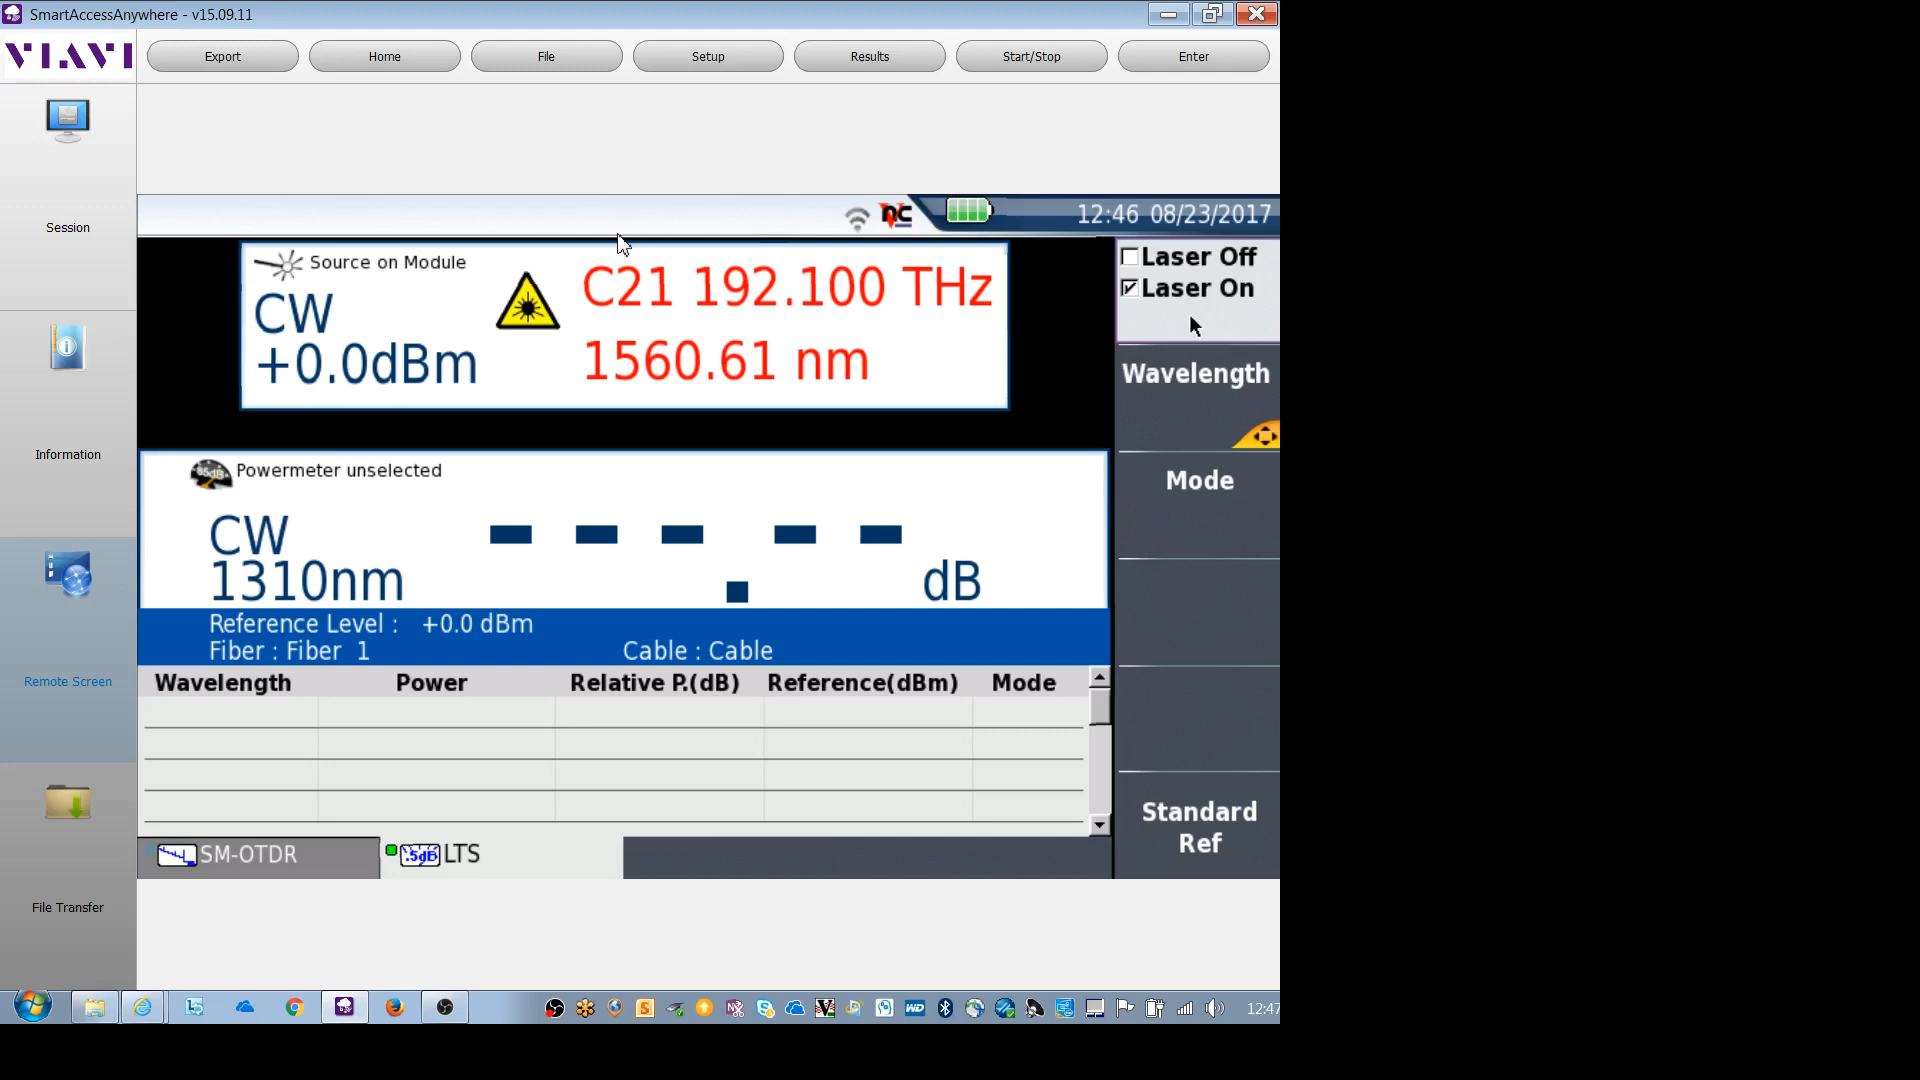 SmartAccessAnywhere - v15.09.11
VIAVI
Export
Home
File
Setup
Results
Start/Stop
Enter
Session
Information
Remote Screen
File Transfer
12:46 08/23/2017
Source on Module
CW
+0.0dBm
C21 192.100 THz
1560.61 nm
Laser Off
Laser On
Wavelength
Mode
Standard
Ref
Powermeter unselected
CW
1310nm
- - - . - - dB
Reference Level : +0.0 dBm
Fiber : Fiber 1
Cable : Cable
Wavelength Power Relative P.(dB) Reference(dBm) Mode
SM-OTDR
.5dB LTS
12:47